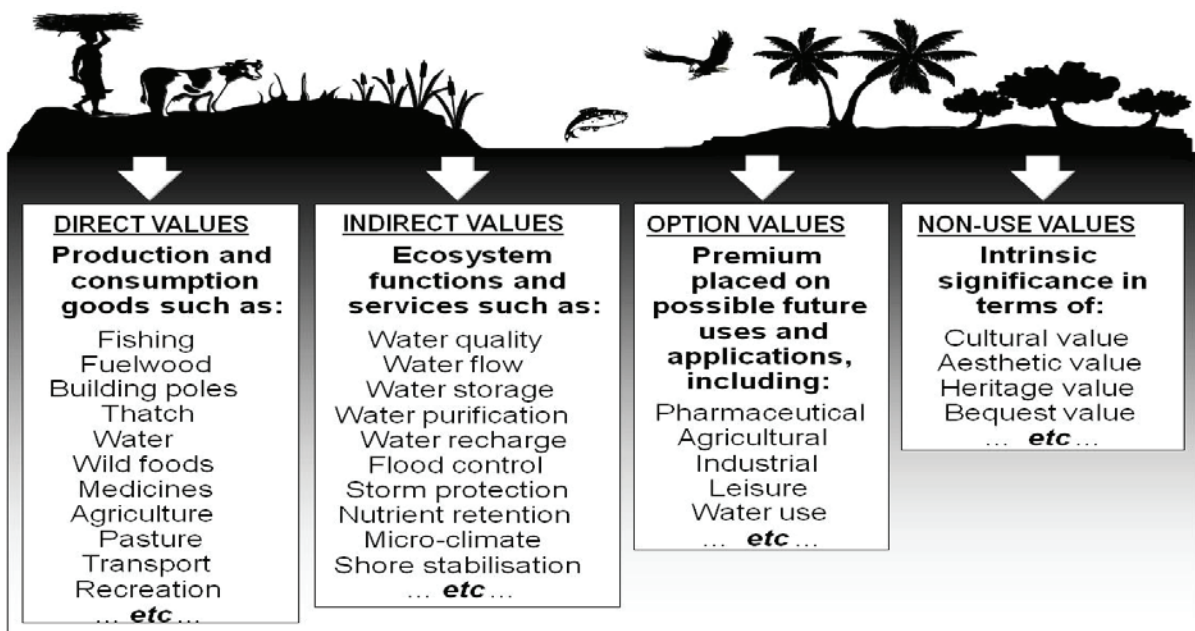 DIRECT VALUES
Production and
consumption
goods such as:
Fishing
Fuelwood
Building poles
Thatch
Water
Wild foods
Medicines
Agriculture
Pasture
Transport
Recreation
... etc ...
INDIRECT VALUES
Ecosystem
functions and
services such as:
Water quality
Water flow
Water storage
Water purification
Water recharge
Flood control
Storm protection
Nutrient retention
Micro-climate
Shore stabilisation
... etc ...
OPTION VALUES
Premium
placed on
possible future
uses and
applications,
including:
Pharmaceutical
Agricultural
Industrial
Leisure
Water use
... etc ...
NON-USE VALUES
Intrinsic
significance in
terms of:
Cultural value
Aesthetic value
Heritage value
Bequest value
... etc ...